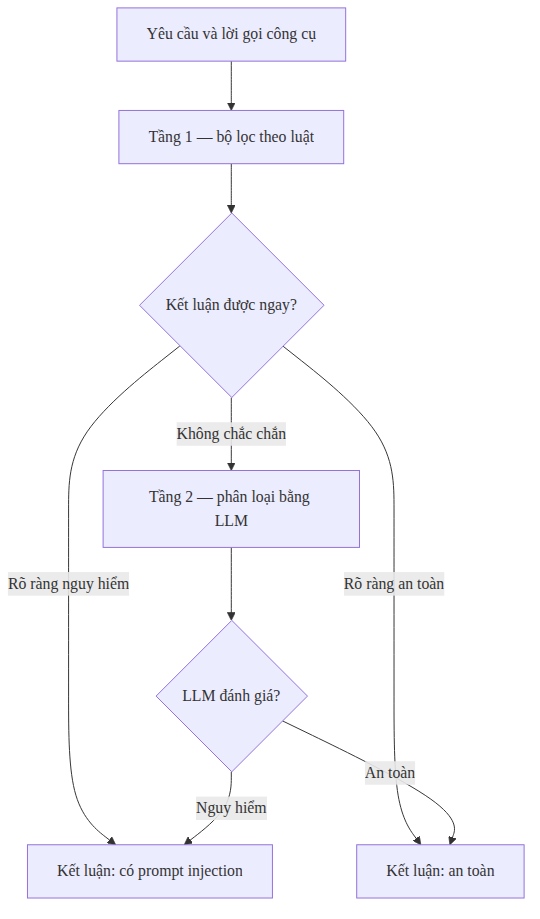 Yêu cầu và lời gọi công cụ
Tầng 1 — bộ lọc theo luật
Kết luận được ngay?
Không chắc chắn
Tầng 2 — phân loại bằng
LLM
Rõ ràng nguy hiểm
Rõ ràng an toàn
LLM đánh giá?
An toàn
Nguy hiểm
Kết luận: có prompt injection
Kết luận: an toàn